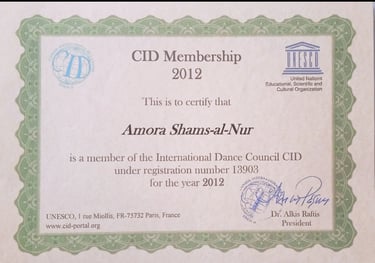 CID Membership
2012
CID
UNESCO
United Nations
Educational, Scientific and
Cultural Organization
This is to certify that
Amora Shams-al-Nur
is a member of the International Dance Council CID
under registration number 13903
for the year 2012
Dr. Alkis Raftis
President
UNESCO, 1 rue Miollis, FR-75732 Paris, France
www.cid-portal.org